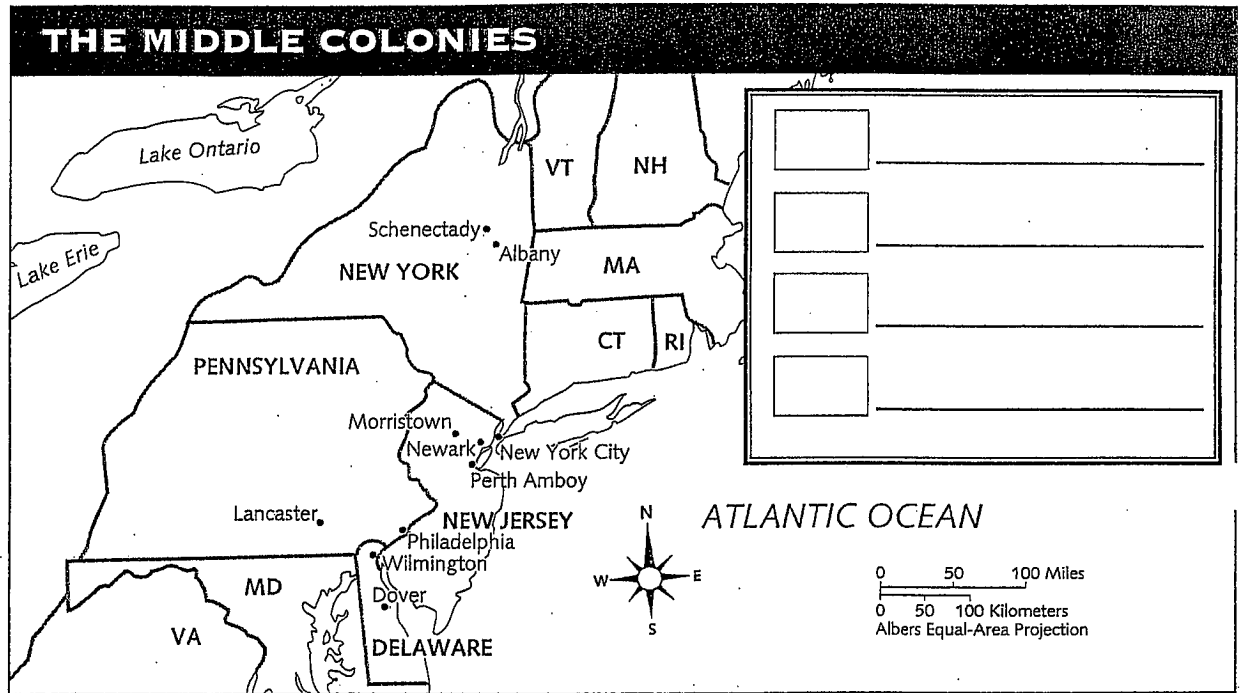 THE MIDDLE COLONIES
Lake Ontario
VT
NH
Schenectady
Albany
Lake Erie
NEW YORK
MA
CT
RI
PENNSYLVANIA
Morristown
Newark
New York City
Perth Amboy
Lancaster
NEW JERSEY
N
ATLANTIC OCEAN
Philadelphia
Wilmington
W
E
0 50 100 Miles
MD
Dover
0 50 100 Kilometers
S
Albers Equal-Area Projection
VA
DELAWARE